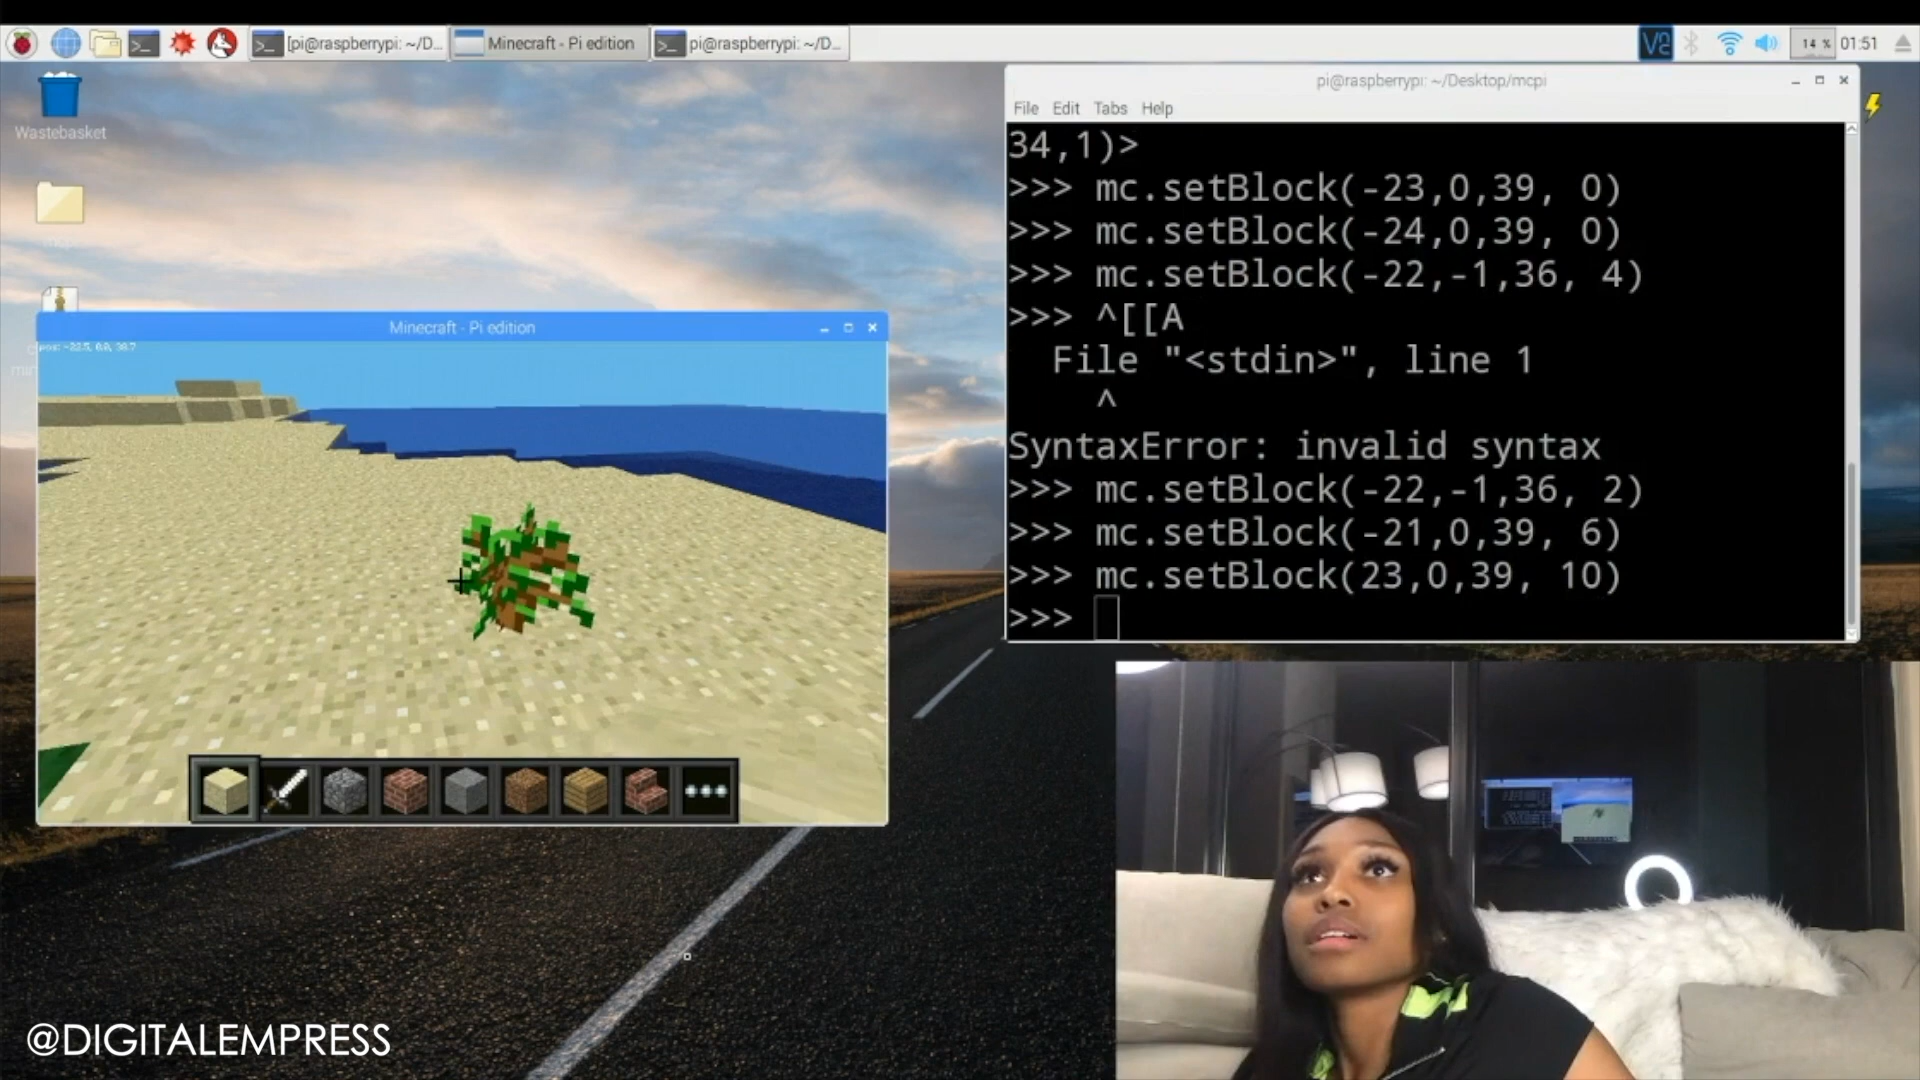 [pi@raspberrypi: ~/D...
Minecraft - Pi edition
pi@raspberrypi: ~/D...
14 %
01:51
Wastebasket
pi@raspberrypi: ~/Desktop/mcpi
File Edit Tabs Help
34,1)>
>>> mc.setBlock(-23,0,39, 0)
>>> mc.setBlock(-24,0,39, 0)
>>> mc.setBlock(-22,-1,36, 4)
>>> ^[[A
File "<stdin>", line 1
^
SyntaxError: invalid syntax
>>> mc.setBlock(-22,-1,36, 2)
>>> mc.setBlock(-21,0,39, 6)
>>> mc.setBlock(23,0,39, 10)
>>>
Minecraft - Pi edition
@DIGITALEMPRESS